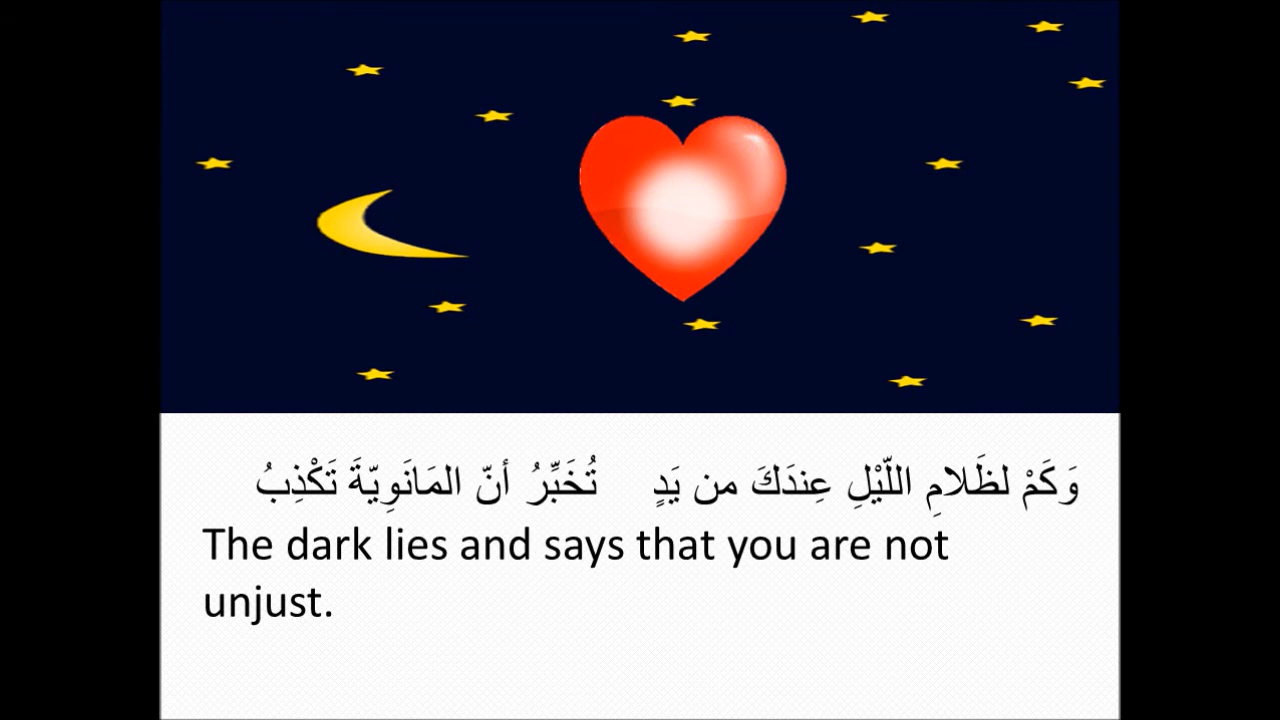 وَكَمْ لظَلامِ اللّيْلِ عِندَكَ من يَدٍ تُخَبِّرُ أنّ المَانَوِيّةَ تَكْذِبُ
The dark lies and says that you are not
unjust.